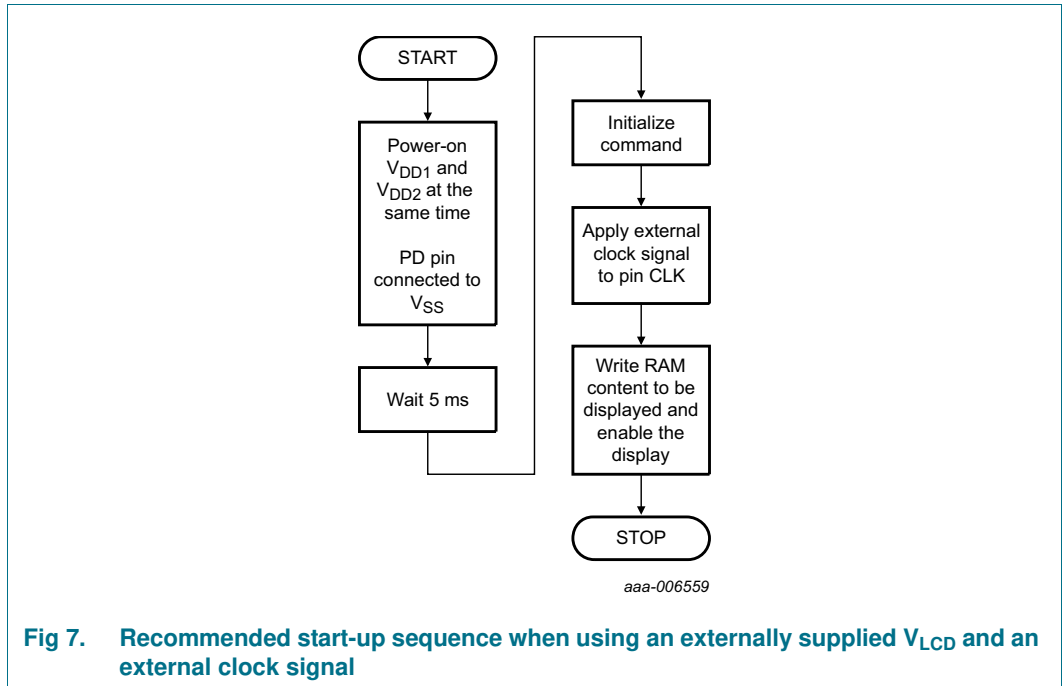 START
Power-on
VDD1 and
VDD2 at the
same time
PD pin
connected to
VSS
Wait 5 ms
Initialize
command
Apply external
clock signal
to pin CLK
Write RAM
content to be
displayed and
enable the
display
STOP
aaa-006559
Fig 7. Recommended start-up sequence when using an externally supplied VLCD and an
external clock signal